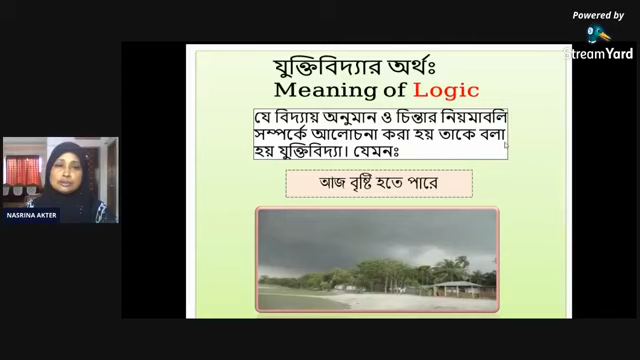 Powered by
StreamYard
যুক্তিবিদ্যার অর্থঃ
Meaning of Logic
যে বিদ্যায় অনুমান ও চিন্তার নিয়মাবলি
সম্পর্কে আলোচনা করা হয় তাকে বলা
হয় যুক্তিবিদ্যা। যেমনঃ
আজ বৃষ্টি হতে পারে
NASRINA AKTER